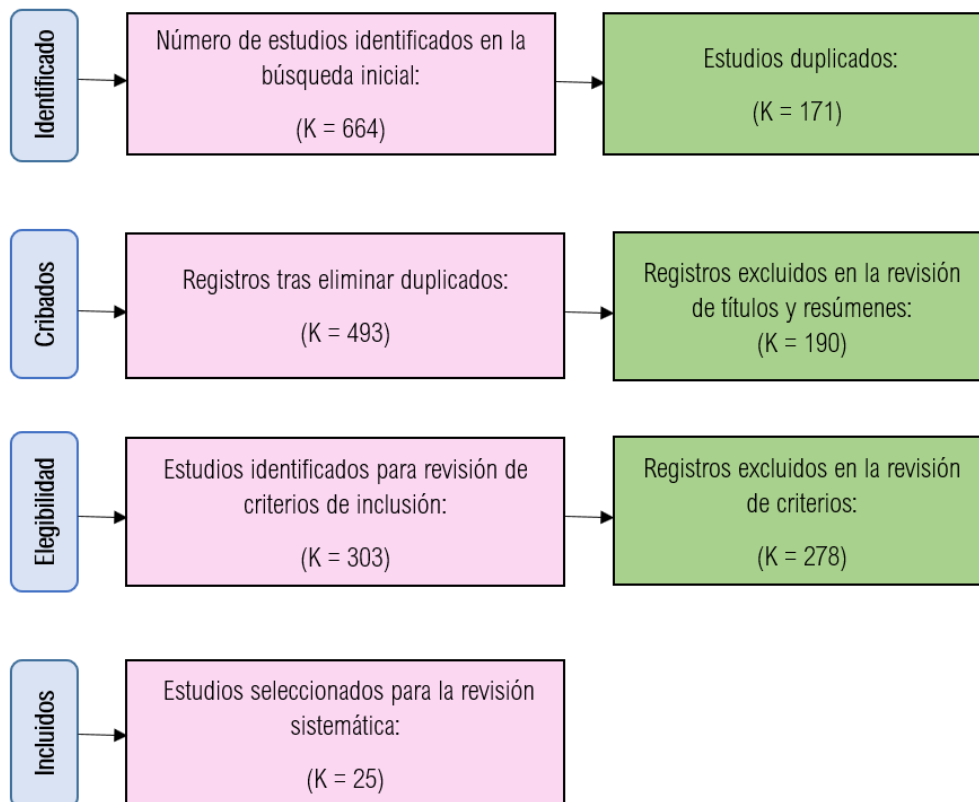 Identificado
Número de estudios identificados en la
búsqueda inicial:
(K = 664)
Estudios duplicados:
(K = 171)
Cribados
Registros tras eliminar duplicados:
(K = 493)
Registros excluidos en la revisión
de títulos y resúmenes:
(K = 190)
Elegibilidad
Estudios identificados para revisión de
criterios de inclusión:
(K = 303)
Registros excluidos en la revisión
de criterios:
(K = 278)
Incluidos
Estudios seleccionados para la revisión
sistemática:
(K = 25)